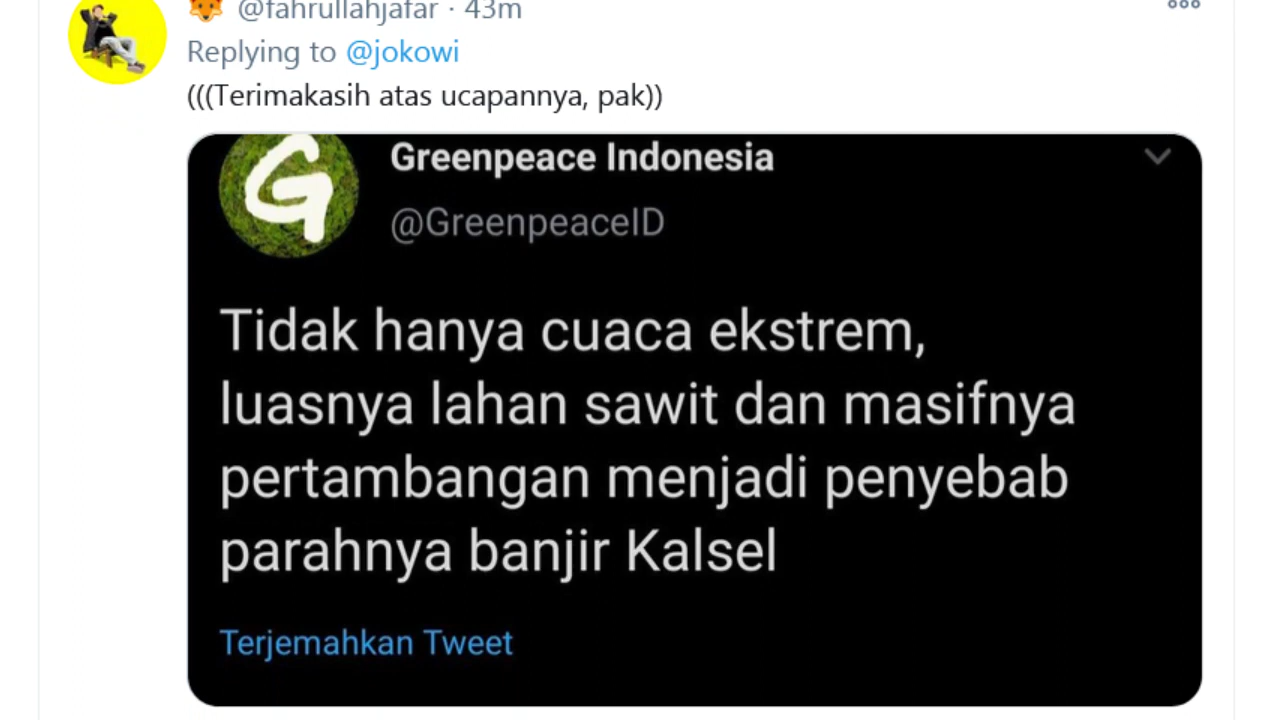 @fahrullahjafar · 43m
Replying to @jokowi
(((Terimakasih atas ucapannya, pak))
Greenpeace Indonesia
@GreenpeaceID
Tidak hanya cuaca ekstrem,
luasnya lahan sawit dan masifnya
pertambangan menjadi penyebab
parahnya banjir Kalsel
Terjemahkan Tweet